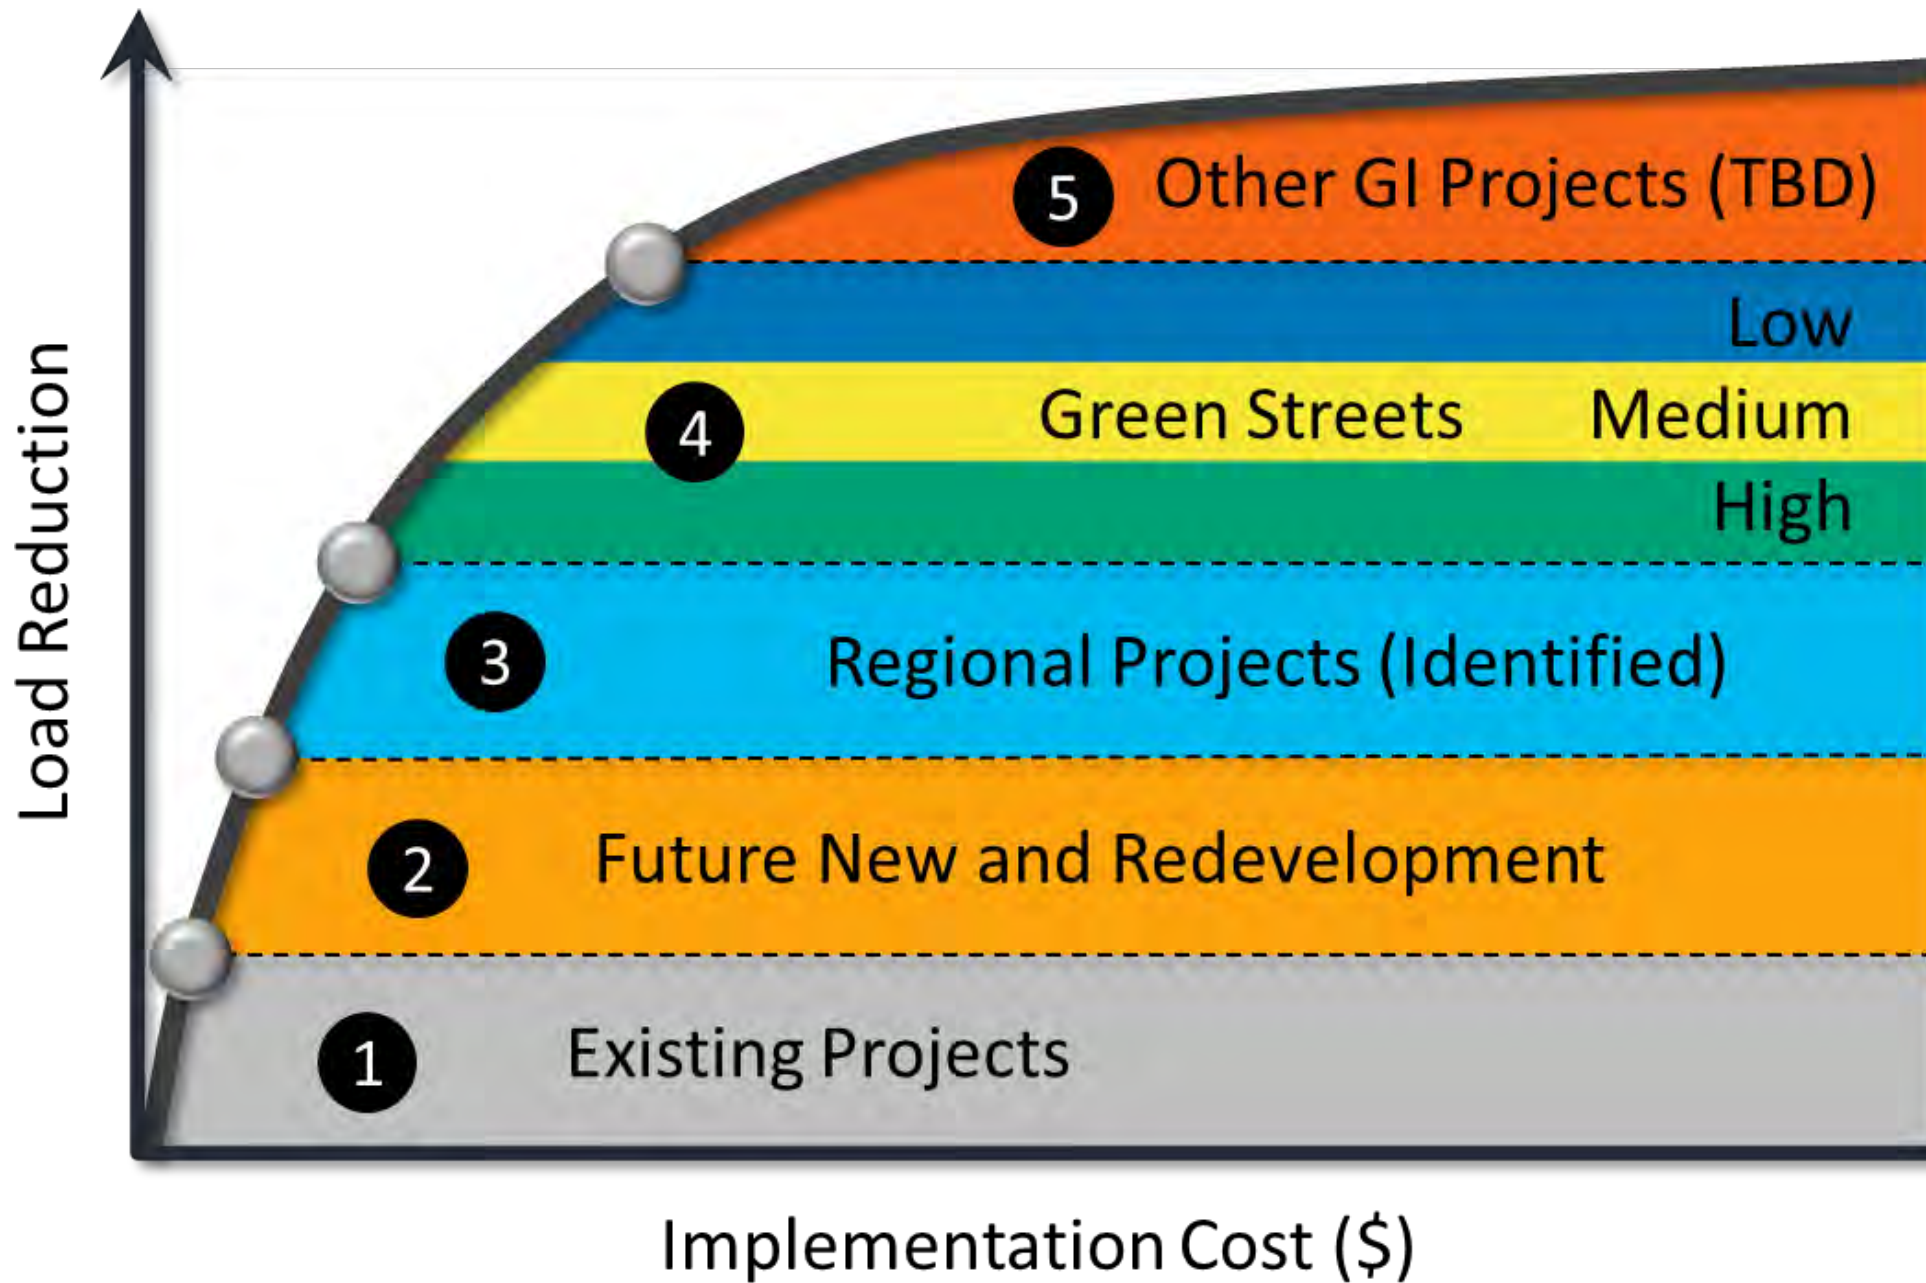 Load Reduction
5 Other GI Projects (TBD)
Low
4 Green Streets Medium
High
3 Regional Projects (Identified)
2 Future New and Redevelopment
1 Existing Projects
Implementation Cost ($)